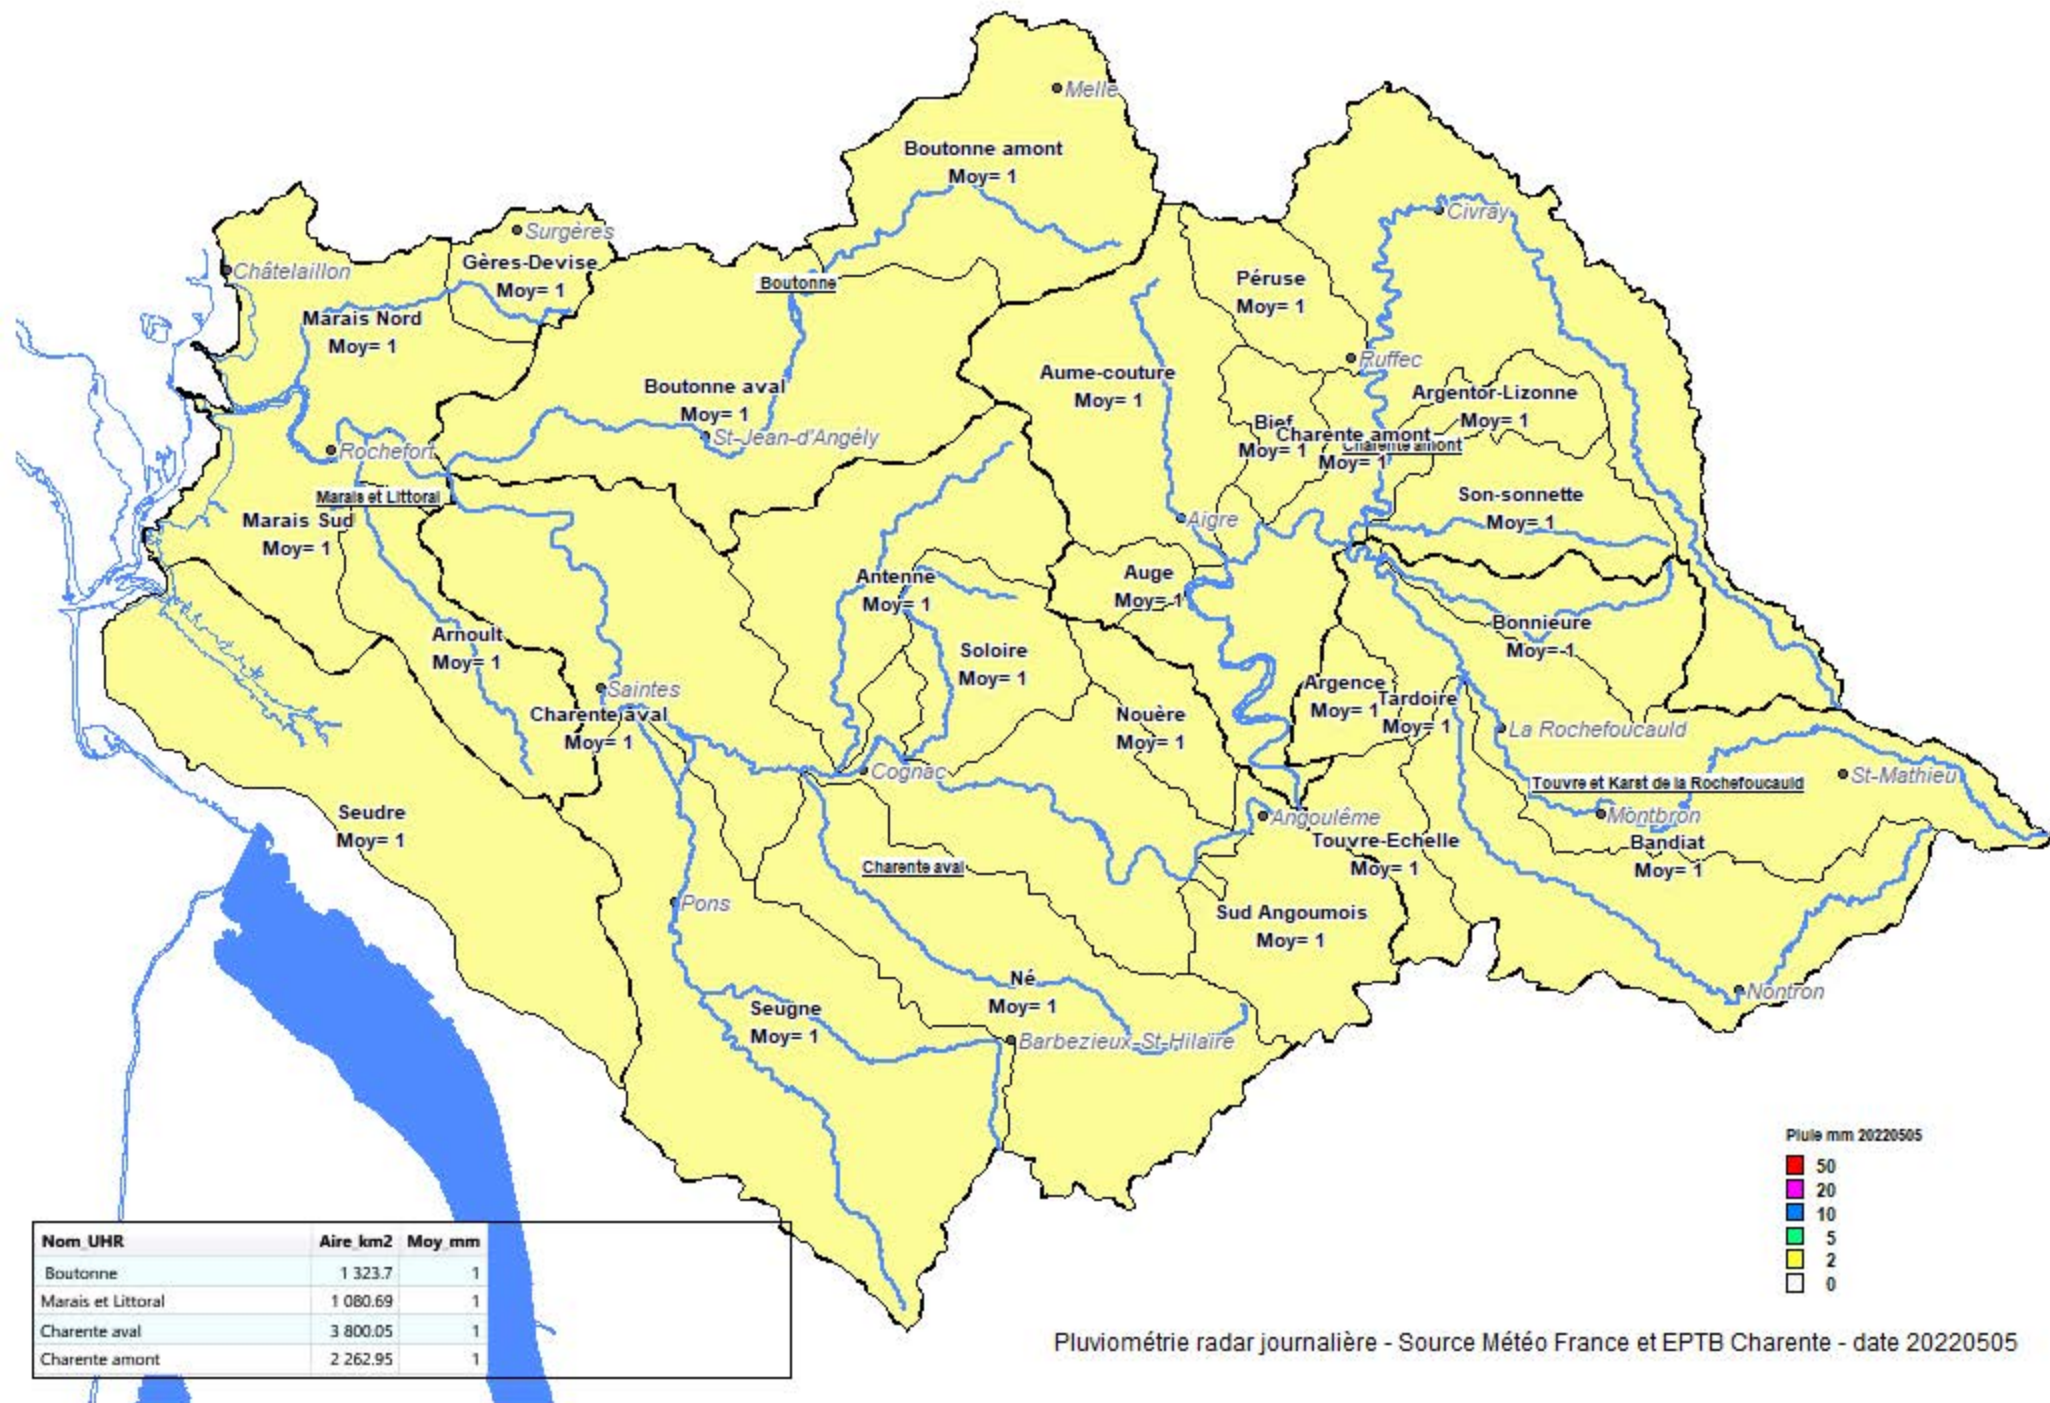 Melle
Boutonne amont
Moy= 1
Civray
Surgères
Châtelaillon
Gères-Devise
Moy= 1
Boutonne
Péruse
Moy= 1
Marais Nord
Moy= 1
Ruffec
Aume-couture
Moy= 1
Boutonne aval
Moy= 1
Argentor-Lizonne
Moy= 1
St-Jean-d'Angély
Bief
Moy= 1
Charente amont
Moy= 1
Charente amont
Rochefort
Marais et Littoral
Son-sonnette
Moy= 1
Marais Sud
Moy= 1
Aigre
Antenne
Moy= 1
Auge
Moy= 1
Bonnieure
Moy= 1
Arnoult
Moy= 1
Soloire
Moy= 1
Saintes
Argence
Moy= 1
Tardoire
Moy= 1
Charente aval
Moy= 1
Nouère
Moy= 1
La Rochefoucauld
Cognac
St-Mathieu
Touvre et Karst de la Rochefoucauld
Seudre
Moy= 1
Angoulême
Montbron
Touvre-Echelle
Moy= 1
Bandiat
Moy= 1
Charente aval
Pons
Sud Angoumois
Moy= 1
Né
Moy= 1
Nontron
Seugne
Moy= 1
Barbezieux-St-Hilaire
Pluie mm 20220505
50
20
10
5
2
0
Nom_UHR Aire_km2 Moy_mm
Boutonne 1 323.7 1
Marais et Littoral 1 080.69 1
Charente aval 3 800.05 1
Charente amont 2 262.95 1
Pluviométrie radar journalière - Source Météo France et EPTB Charente - date 20220505